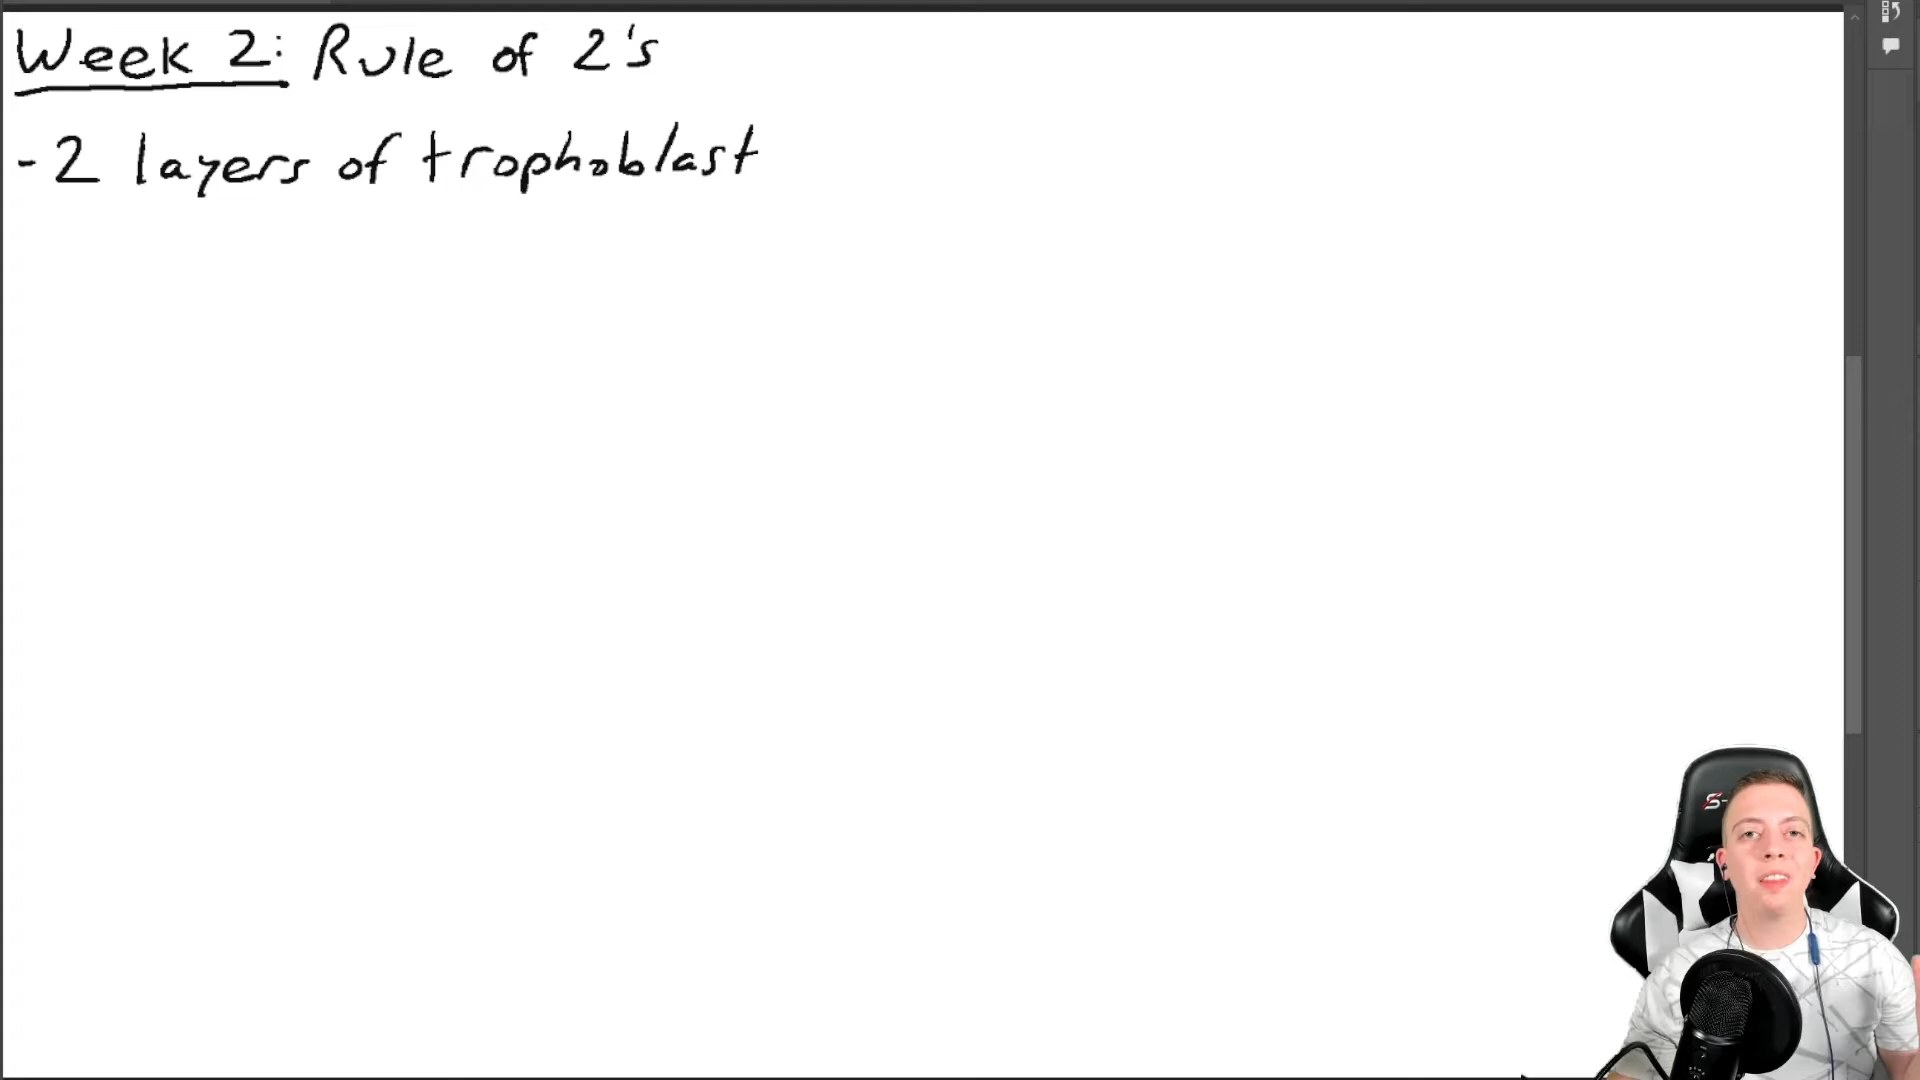 Week 2: Rule of 2's
- 2 layers of trophoblast